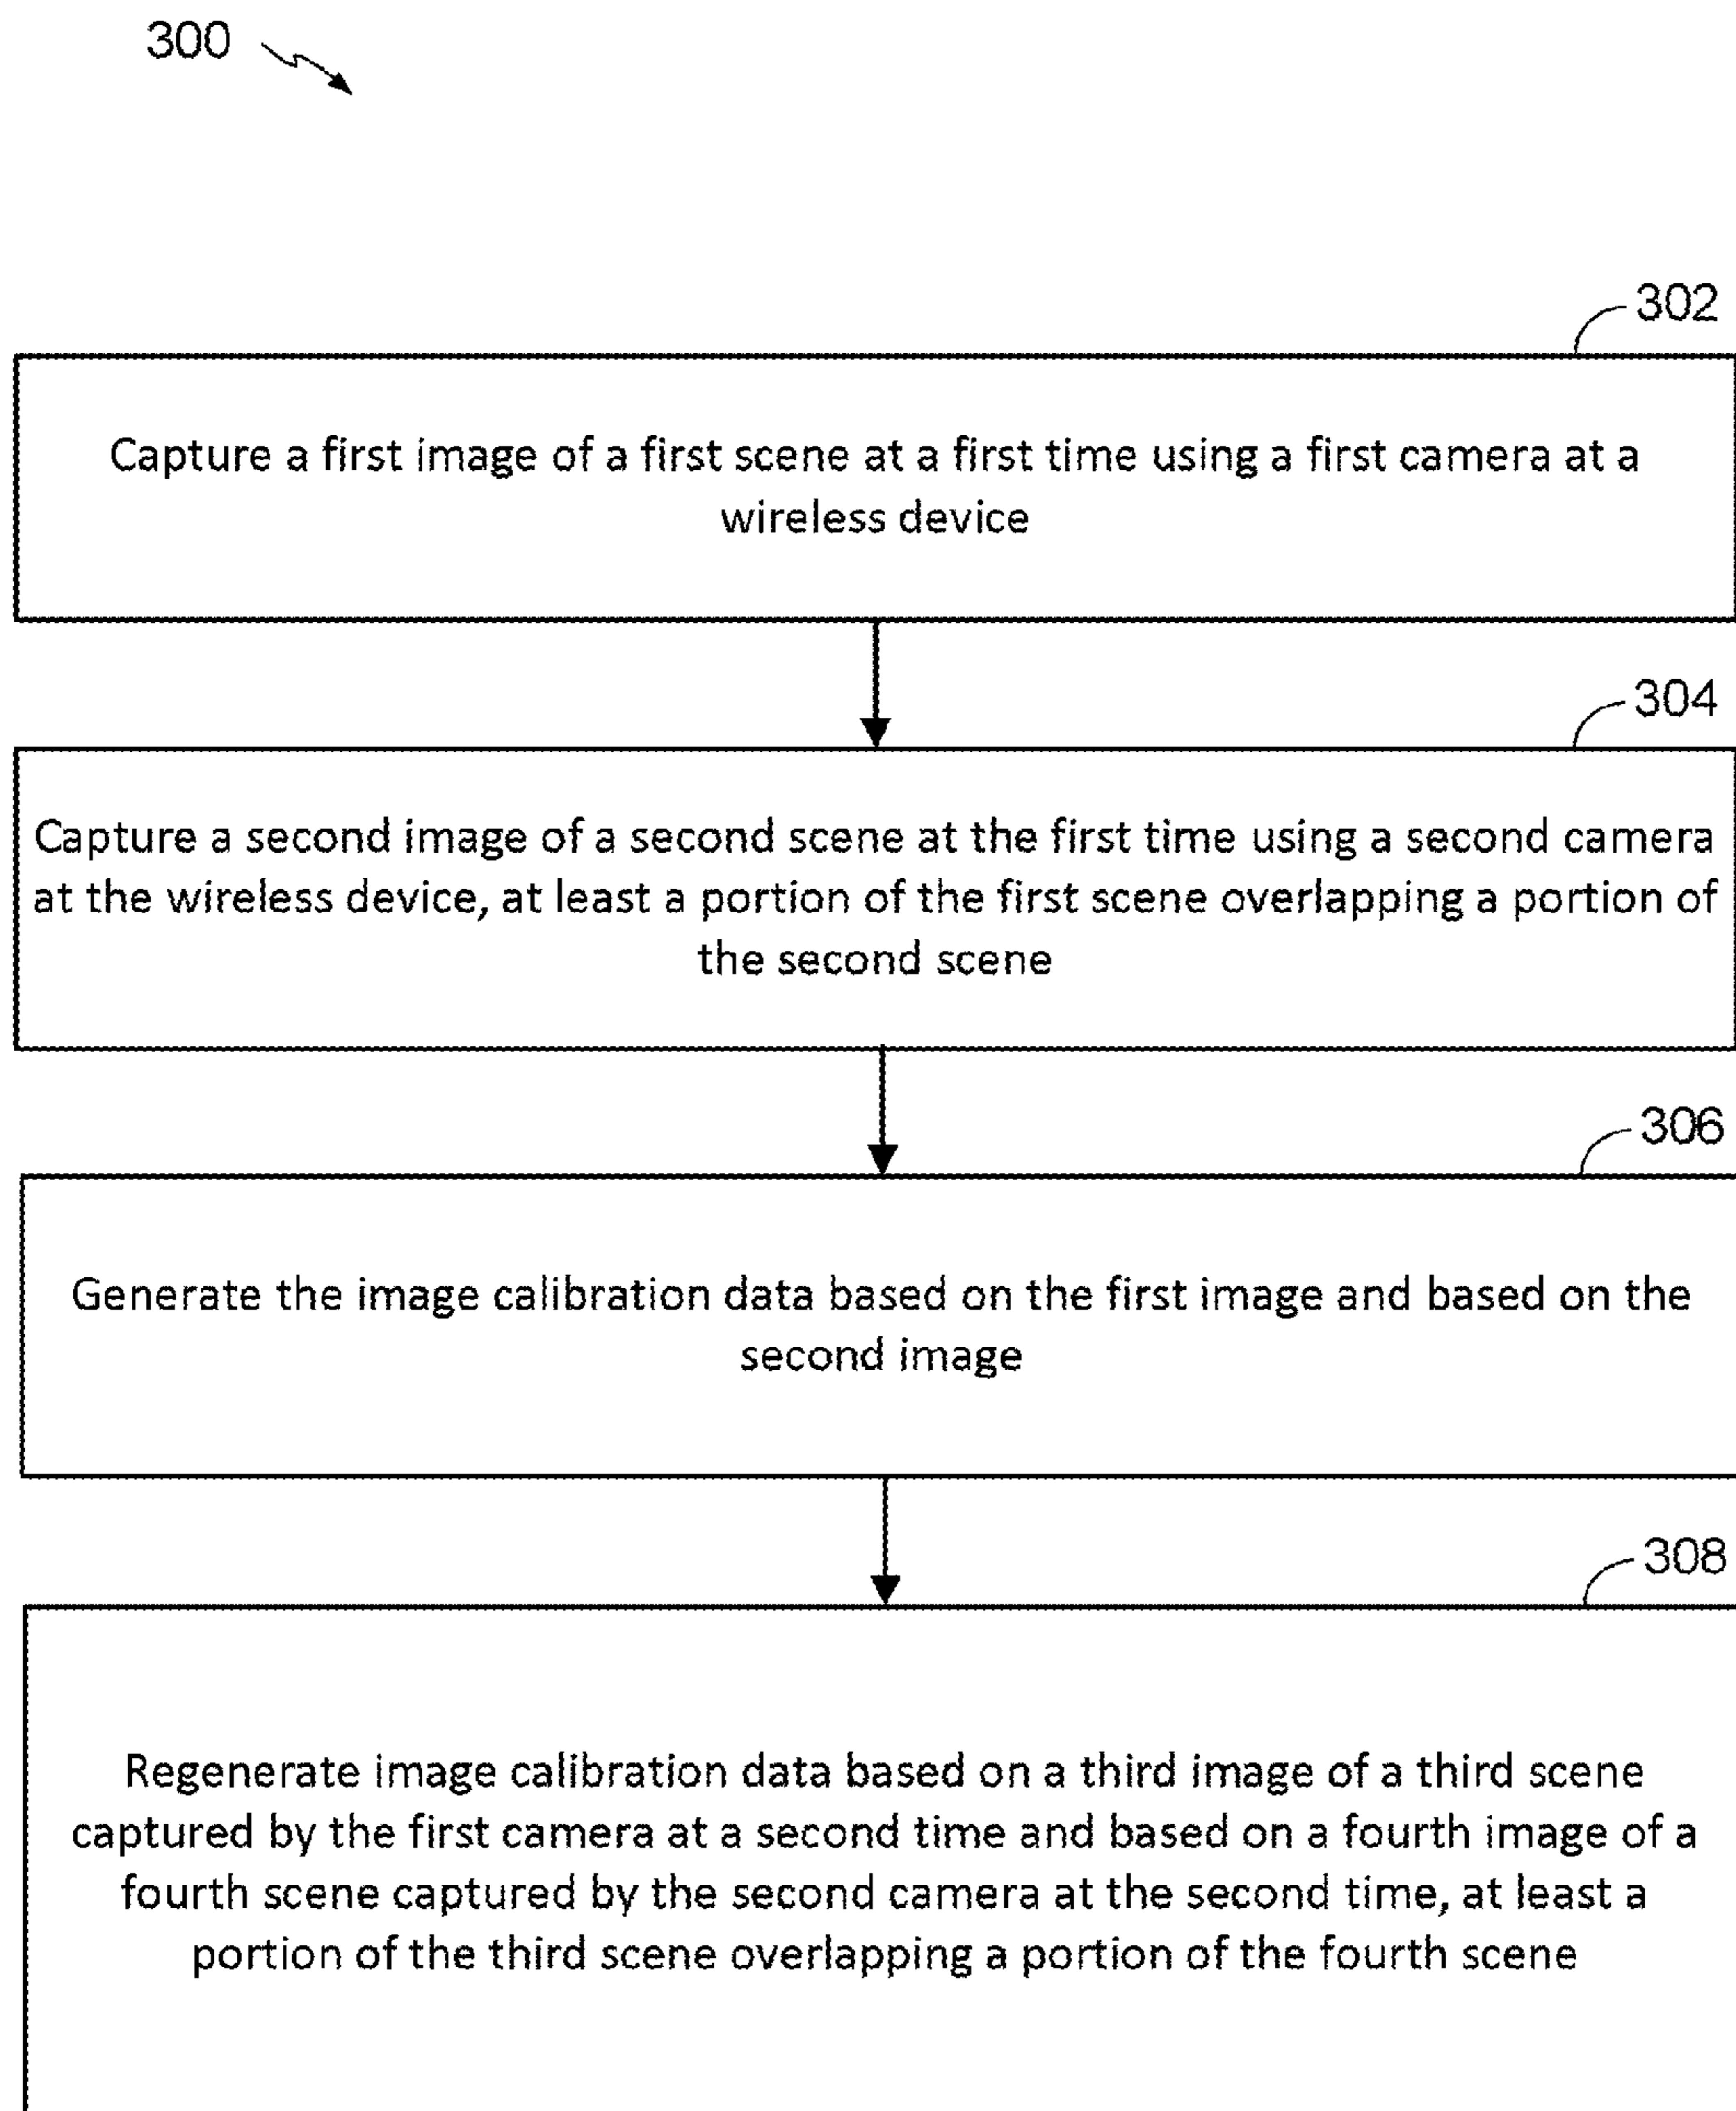 300
302
Capture a first image of a first scene at a first time using a first camera at a
wireless device
304
Capture a second image of a second scene at the first time using a second camera
at the wireless device, at least a portion of the first scene overlapping a portion of
the second scene
306
Generate the image calibration data based on the first image and based on the
second image
308
Regenerate image calibration data based on a third image of a third scene
captured by the first camera at a second time and based on a fourth image of a
fourth scene captured by the second camera at the second time, at least a
portion of the third scene overlapping a portion of the fourth scene